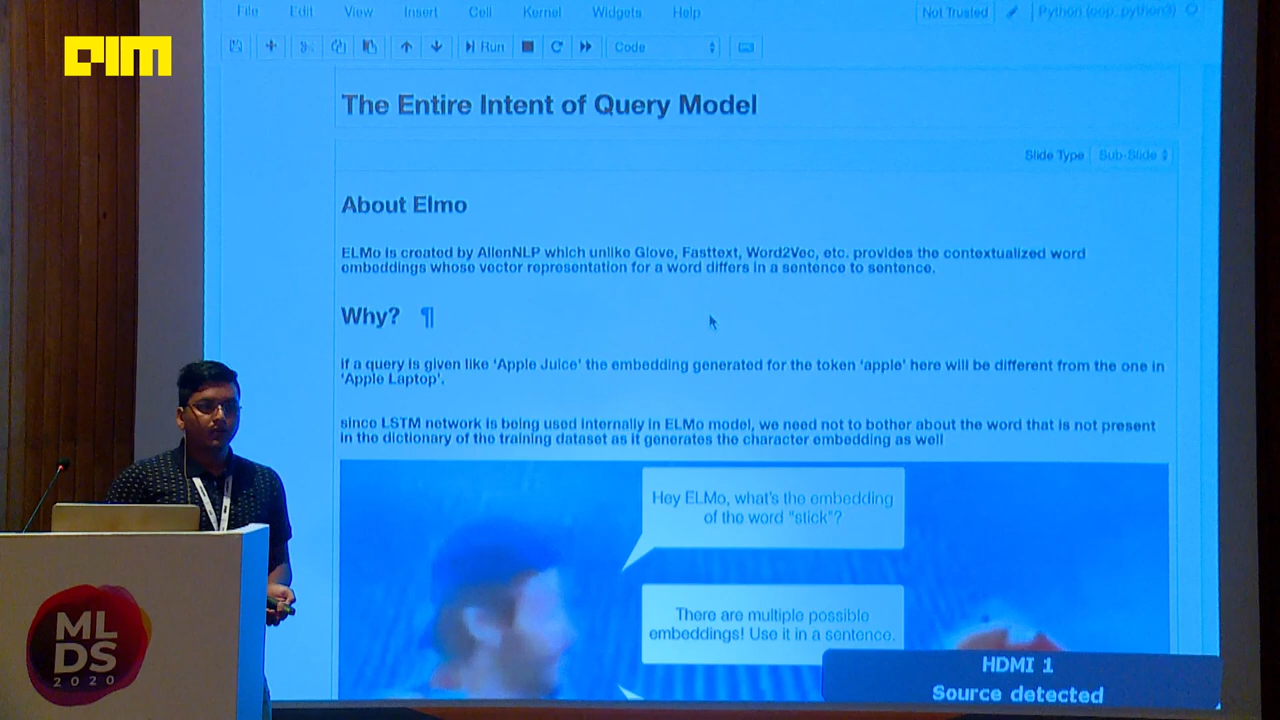 File Edit View Insert Cell Kernel Widgets Help Not Trusted Python (oop, python3)
AIM
Run Code
The Entire Intent of Query Model
Slide Type Sub-Slide
About Elmo
ELMo is created by AllenNLP which unlike Glove, Fasttext, Word2Vec, etc. provides the contextualized word
embeddings whose vector representation for a word differs in a sentence to sentence.
Why? ¶
if a query is given like 'Apple Juice' the embedding generated for the token 'apple' here will be different from the one in
'Apple Laptop'.
since LSTM network is being used internally in ELMo model, we need not to bother about the word that is not present
in the dictionary of the training dataset as it generates the character embedding as well
Hey ELMo, what's the embedding
of the word "stick"?
There are multiple possible
embeddings! Use it in a sentence.
HDMI 1
Source detected
ML
DS
2020